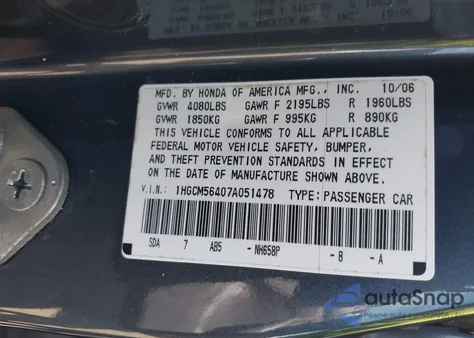 MFD. BY HONDA OF AMERICA MFG., INC. 10/06
GVWR 4080LBS GAWR F 2195LBS R 1960LBS
GVWR 1850KG GAWR F 995KG R 890KG
THIS VEHICLE CONFORMS TO ALL APPLICABLE
FEDERAL MOTOR VEHICLE SAFETY, BUMPER,
AND THEFT PREVENTION STANDARDS IN EFFECT
ON THE DATE OF MANUFACTURE SHOWN ABOVE.
V.I.N.: 1HGCM56407A051478 TYPE: PASSENGER CAR
SDA 7 AB5 -NH658P -B -A
autoSnap